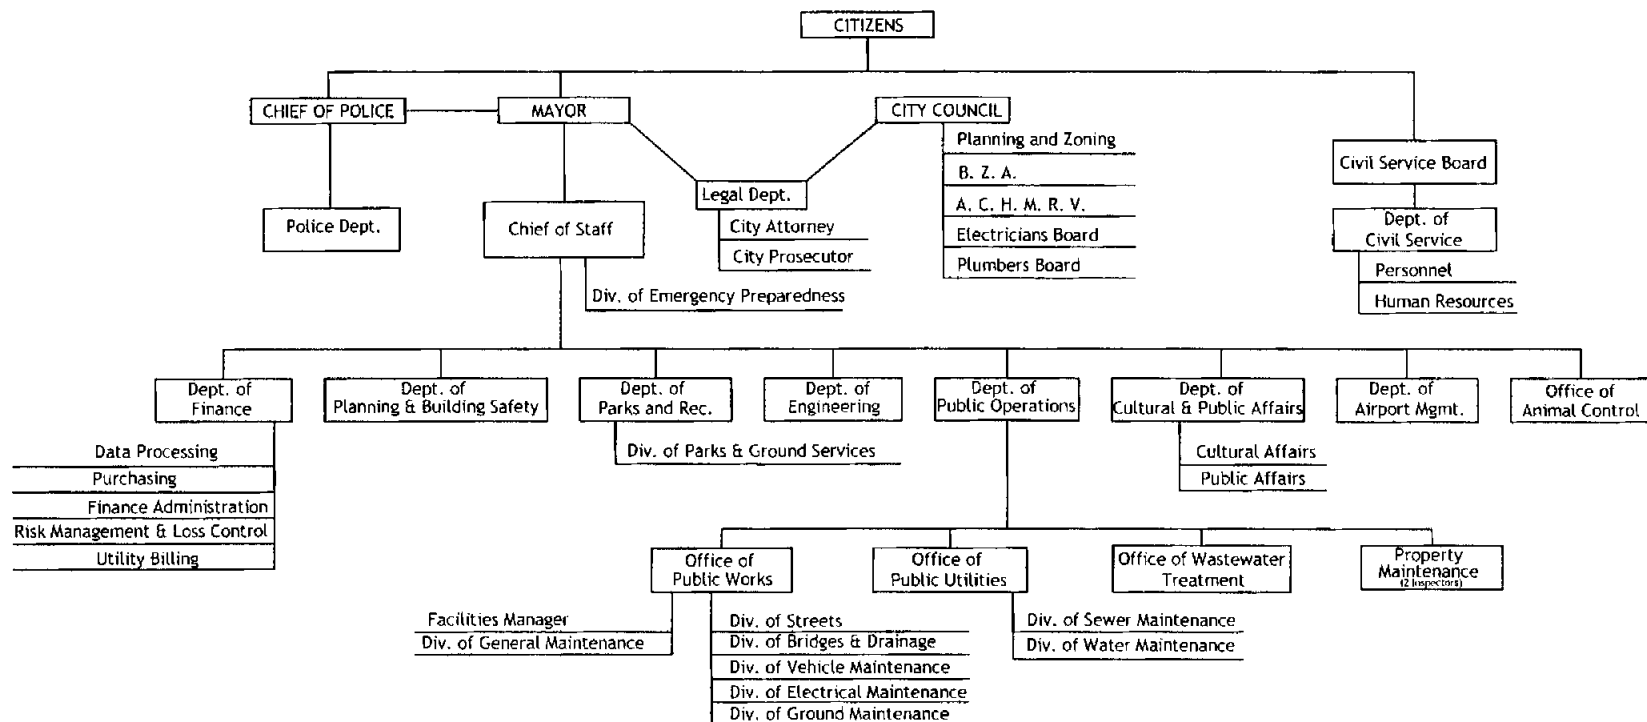 CITIZENS
CHIEF OF POLICE
MAYOR
CITY COUNCIL
Planning and Zoning
B. Z. A.
A. C. H. M. R. V.
Electricians Board
Plumbers Board
Civil Service Board
Dept. of
Civil Service
Personnel
Human Resources
Legal Dept.
City Attorney
City Prosecutor
Police Dept.
Chief of Staff
Div. of Emergency Preparedness
Dept. of
Finance
Data Processing
Purchasing
Finance Administration
Risk Management & Loss Control
Utility Billing
Dept. of
Planning & Building Safety
Dept. of
Parks and Rec.
Div. of Parks & Ground Services
Dept. of
Engineering
Dept. of
Public Operations
Dept. of
Cultural & Public Affairs
Cultural Affairs
Public Affairs
Dept. of
Airport Mgmt.
Office of
Animal Control
Office of
Public Works
Facilities Manager
Div. of General Maintenance
Div. of Streets
Div. of Bridges & Drainage
Div. of Vehicle Maintenance
Div. of Electrical Maintenance
Div. of Ground Maintenance
Office of
Public Utilities
Div. of Sewer Maintenance
Div. of Water Maintenance
Office of Wastewater
Treatment
Property
Maintenance
(2 Inspectors)